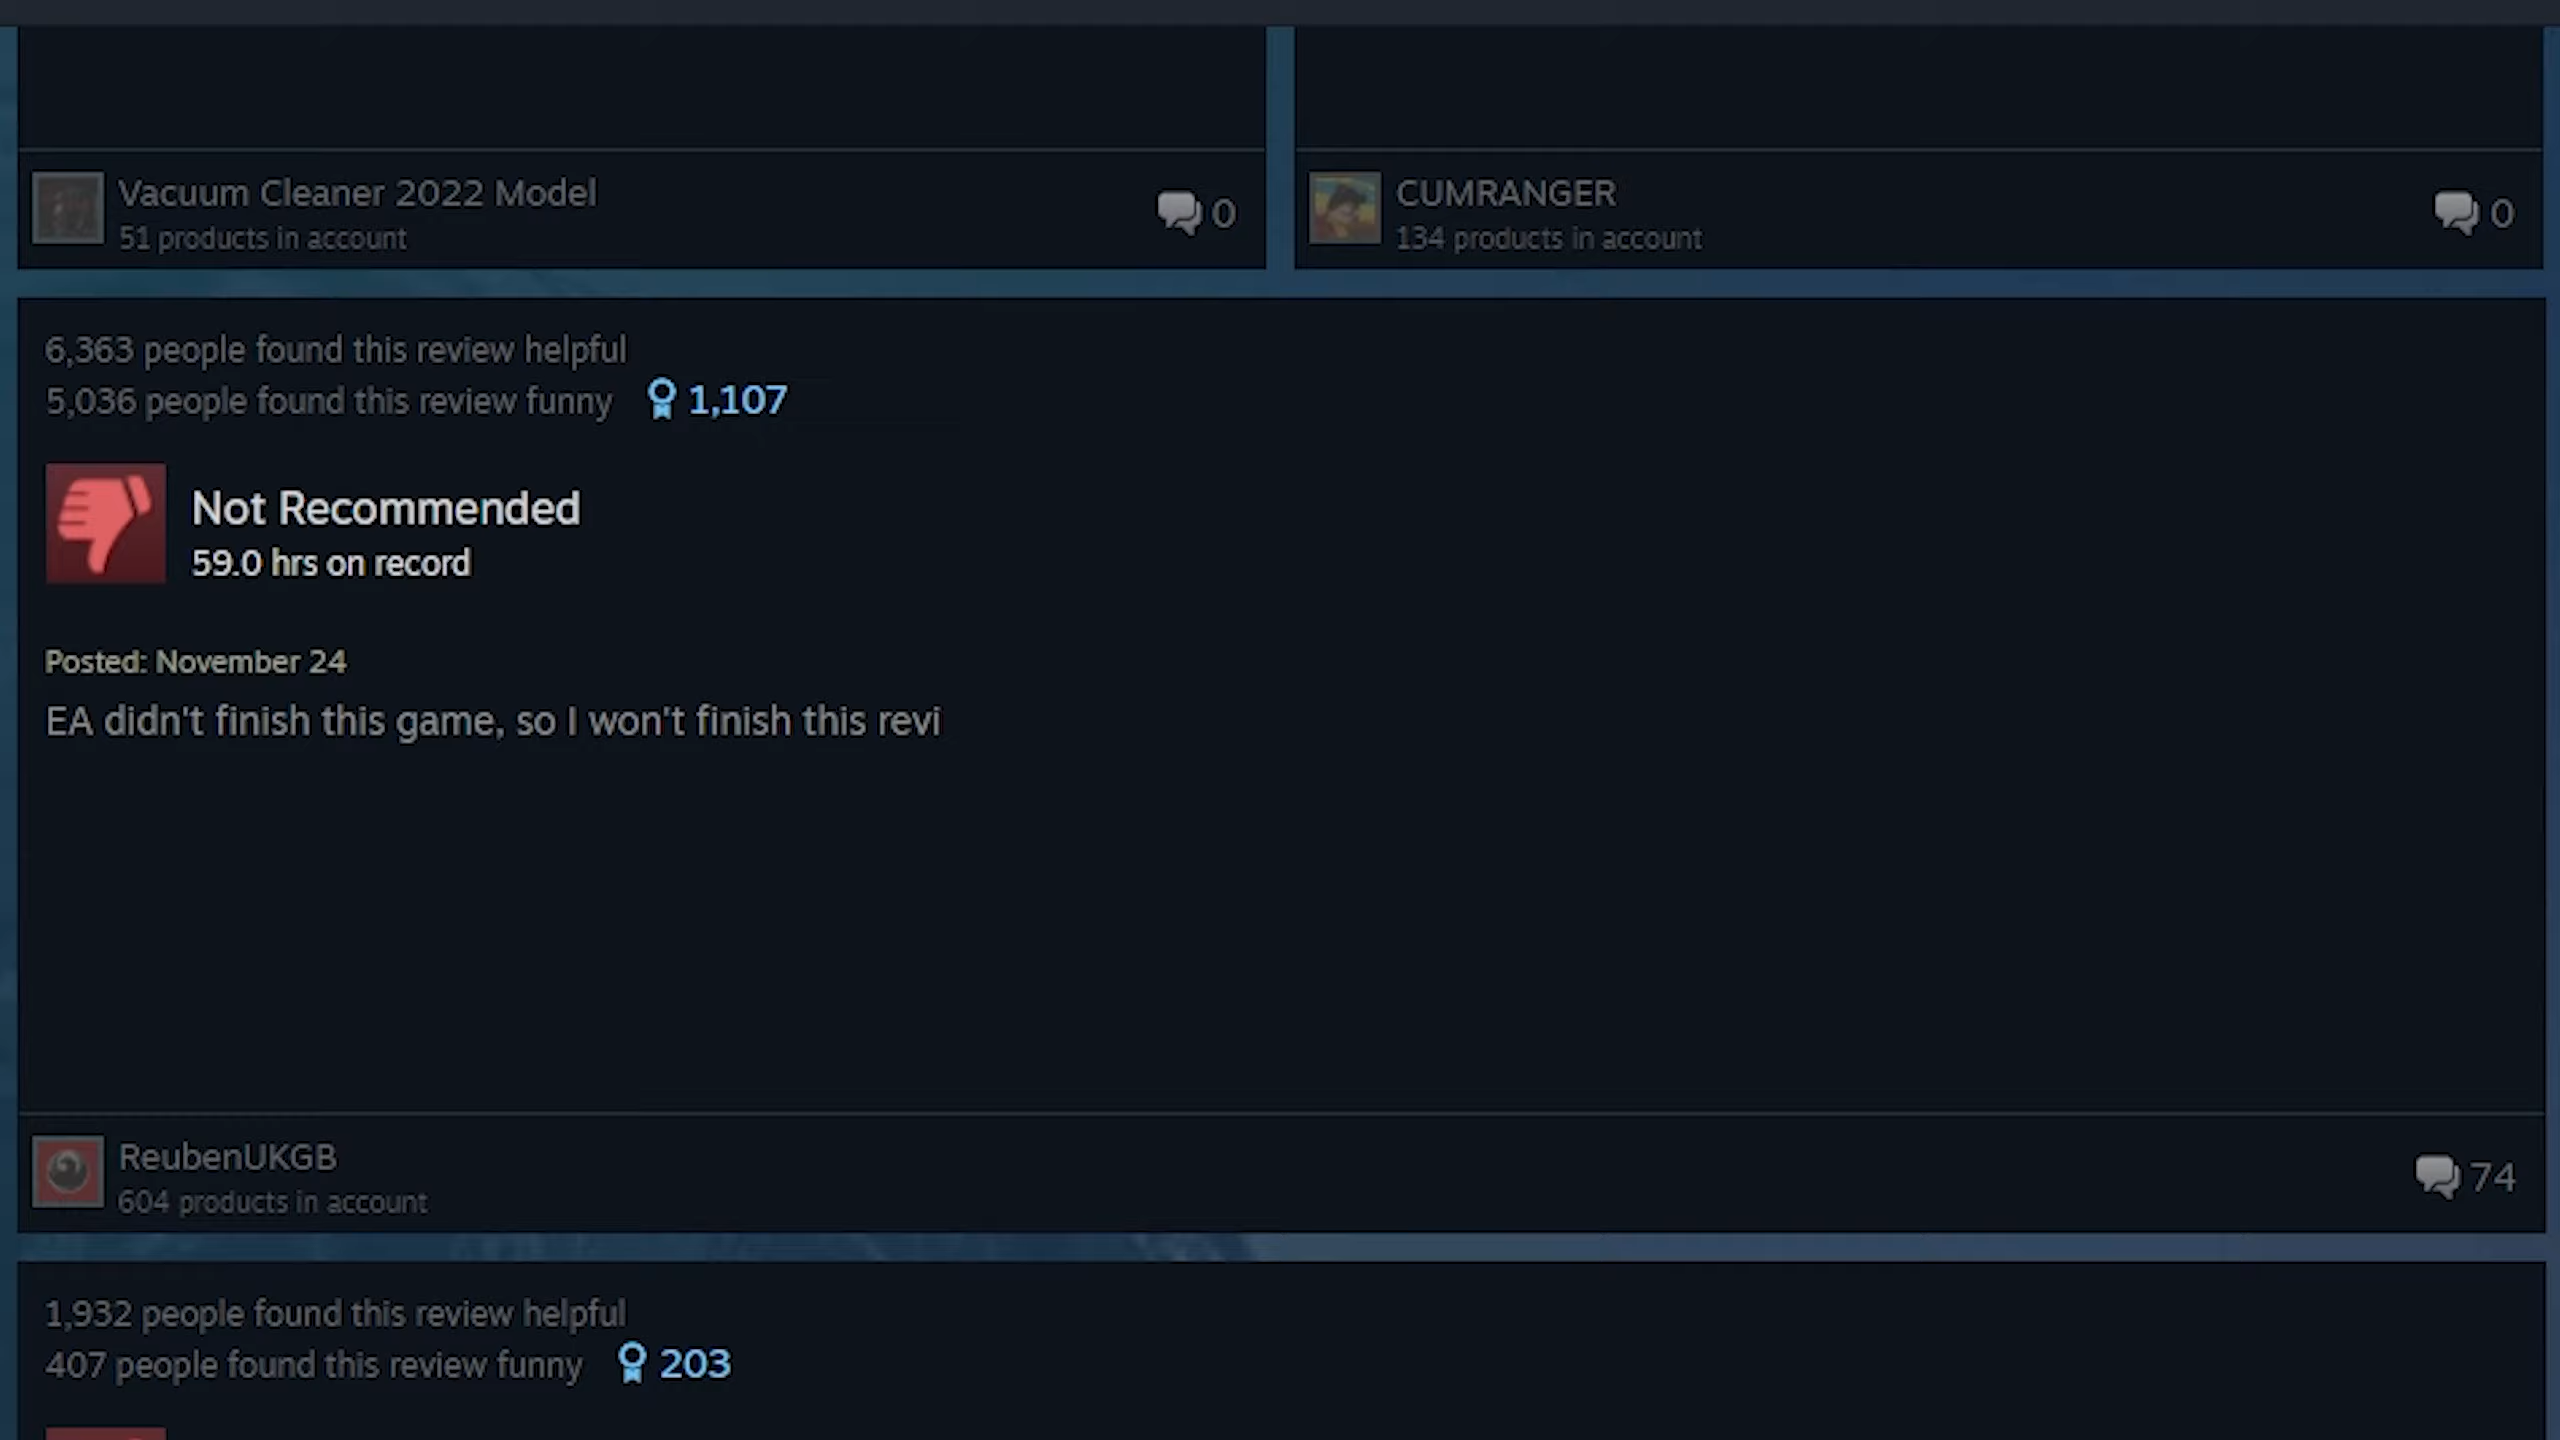 Vacuum Cleaner 2022 Model
51 products in account
0
CUMRANGER
134 products in account
0
6,363 people found this review helpful
5,036 people found this review funny 1,107
Not Recommended
59.0 hrs on record
Posted: November 24
EA didn't finish this game, so I won't finish this revi
ReubenUKGB
604 products in account
74
1,932 people found this review helpful
407 people found this review funny 203